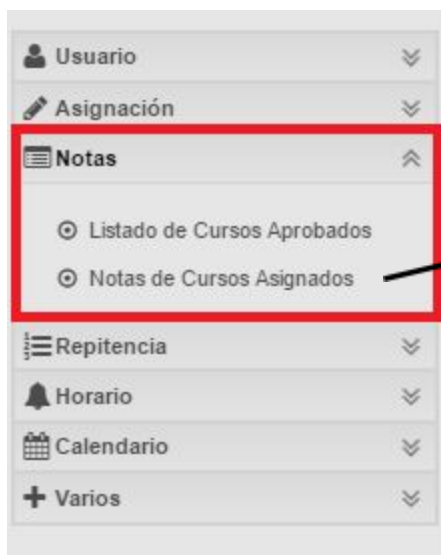 Usuario
Asignación
Notas
Listado de Cursos Aprobados
Notas de Cursos Asignados
Repitencia
Horario
Calendario
Varios